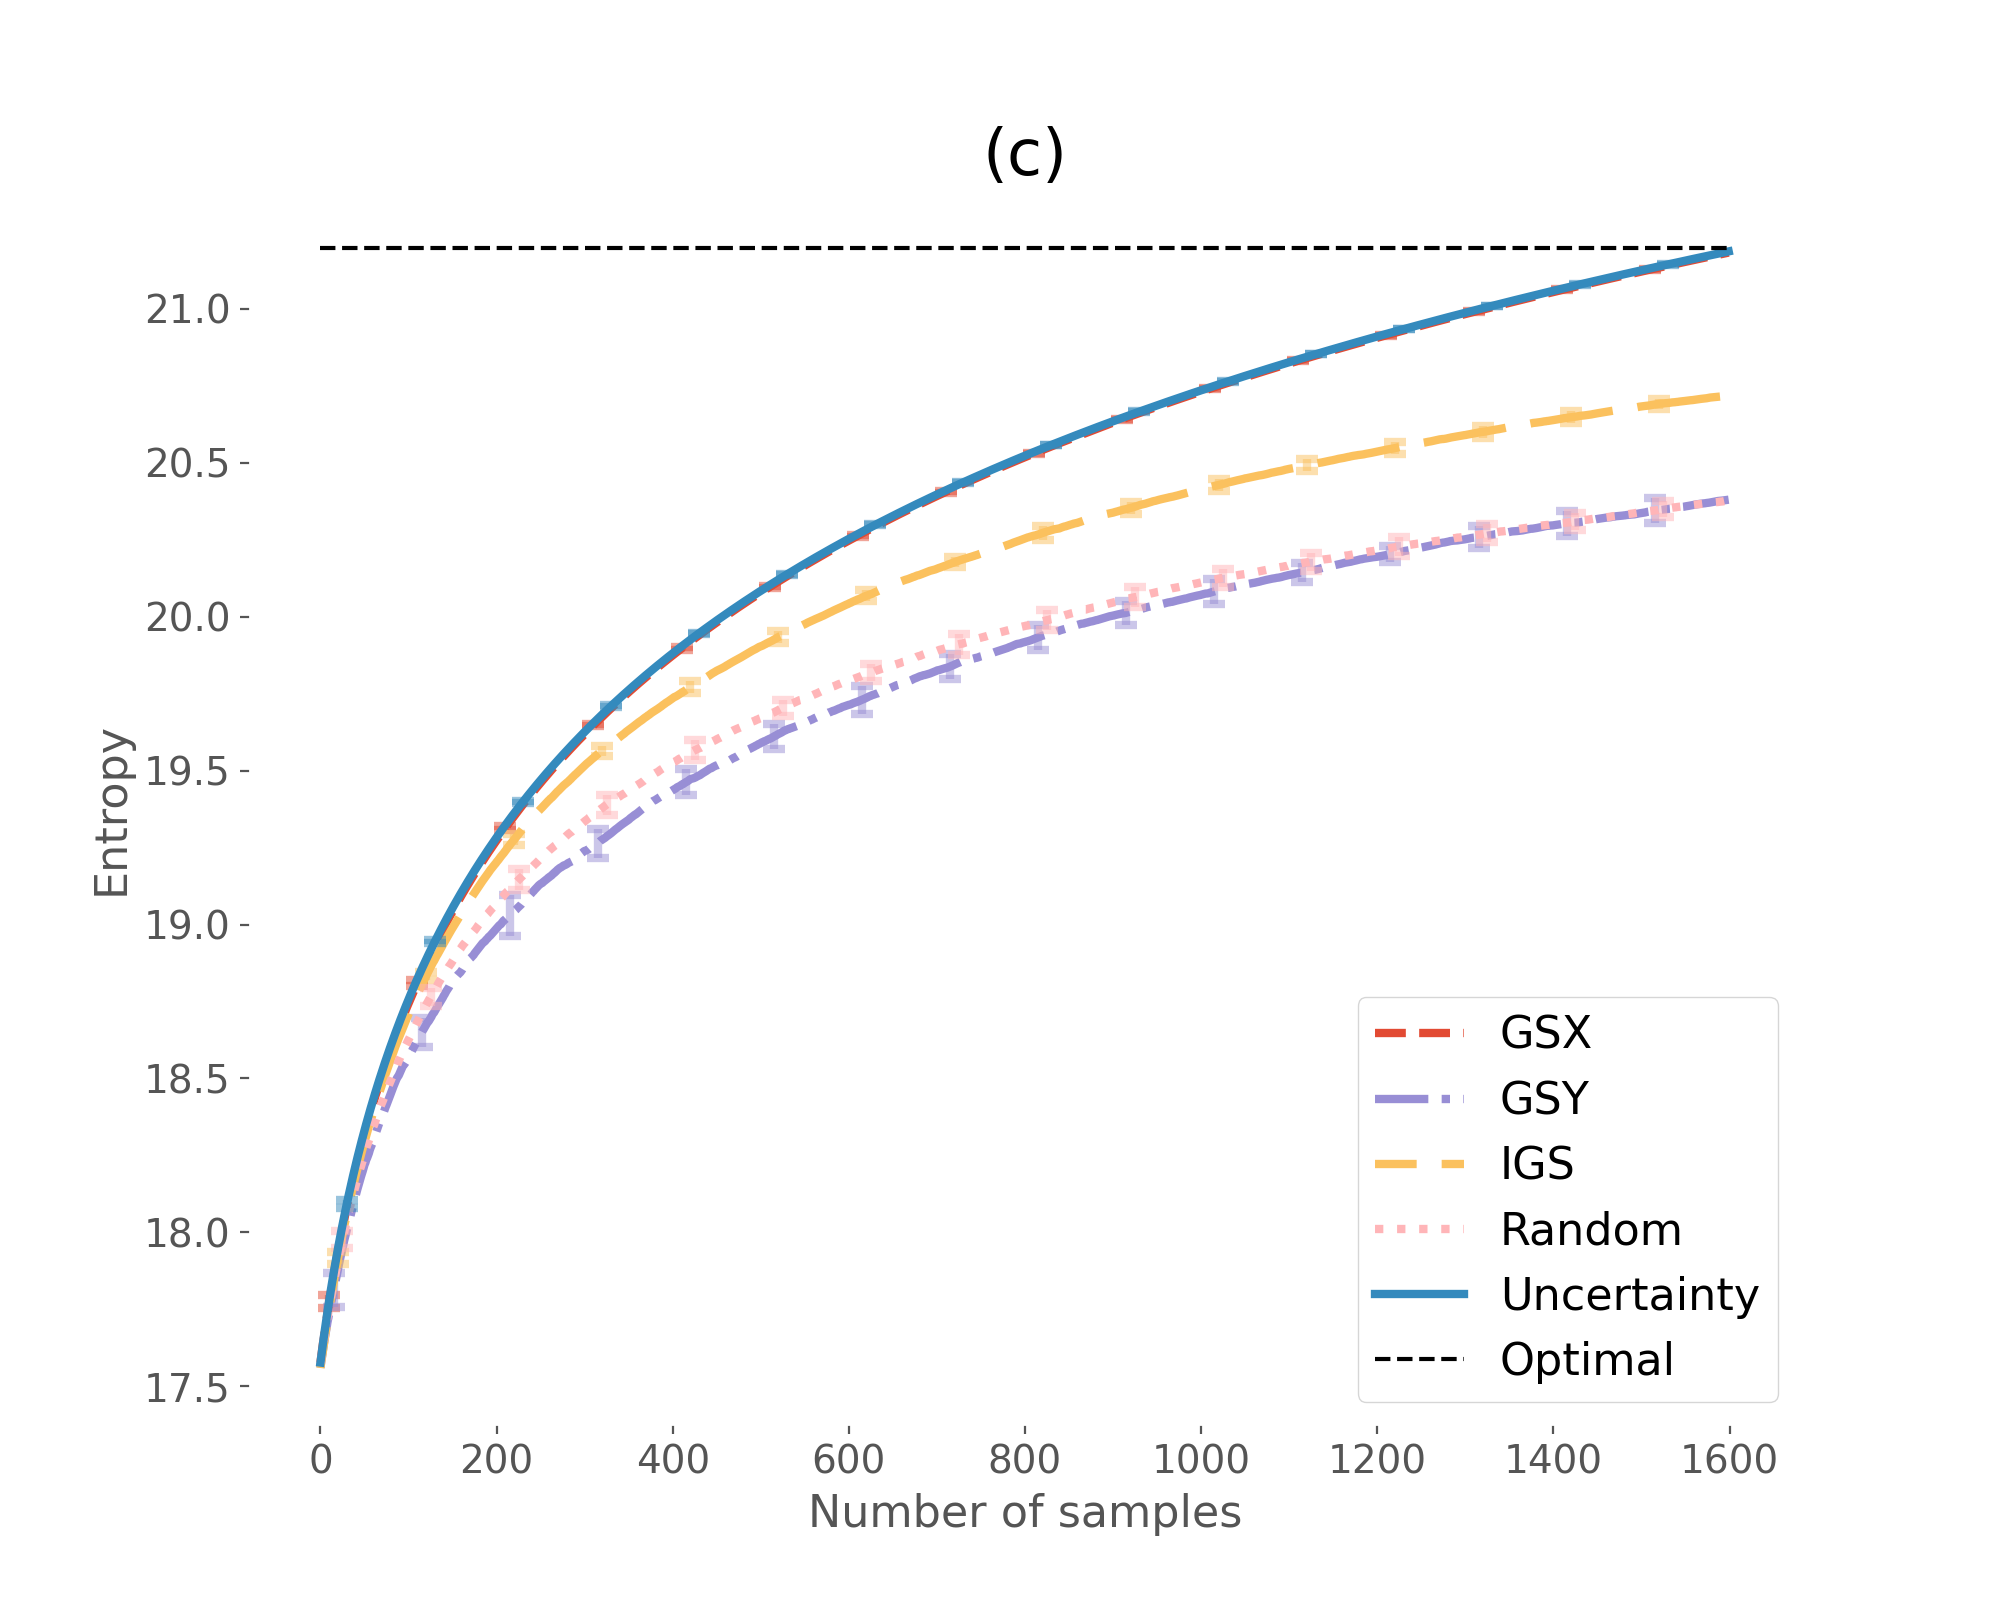 (c)
21.0
20.5
20.0
19.5
19.0
18.5
18.0
17.5
Entropy
GSX
GSY
IGS
Random
Uncertainty
Optimal
0 200 400 600 800 1000 1200 1400 1600
Number of samples